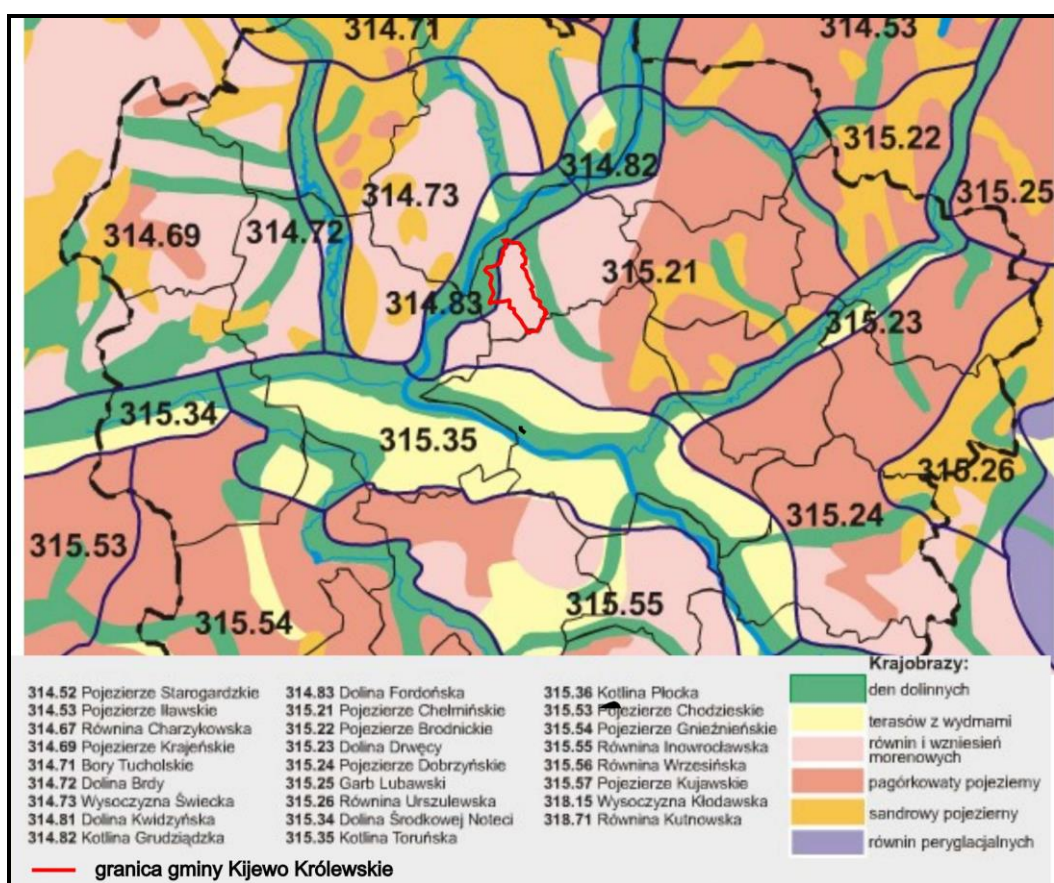 314.71
314.53
314.82
315.22
315.25
314.73
314.69
314.72
315.21
314.83
315.23
315.34
315.35
315.26
315.24
315.53
315.55
315.54
314.52 Pojezierze Starogardzkie
314.53 Pojezierze Iławskie
314.67 Równina Charzykowska
314.69 Pojezierze Krajeńskie
314.71 Bory Tucholskie
314.72 Dolina Brdy
314.73 Wysoczyzna Świecka
314.81 Dolina Kwidzyńska
314.82 Kotlina Grudziądzka
314.83 Dolina Fordońska
315.21 Pojezierze Chełmińskie
315.22 Pojezierze Brodnickie
315.23 Dolina Drwęcy
315.24 Pojezierze Dobrzyńskie
315.25 Garb Lubawski
315.26 Równina Urszulewska
315.34 Dolina Środkowej Noteci
315.35 Kotlina Toruńska
315.36 Kotlina Płocka
315.53 Pojezierze Chodzieskie
315.54 Pojezierze Gnieźnieńskie
315.55 Równina Inowrocławska
315.56 Równina Wrzesińska
315.57 Pojezierze Kujawskie
318.15 Wysoczyzna Kłodawska
318.71 Równina Kutnowska
Krajobrazy:
den dolinnych
terasów z wydmami
równin i wzniesień
morenowych
pagórkowaty pojezierny
sandrowy pojezierny
równin peryglacjalnych
granica gminy Kijewo Królewskie